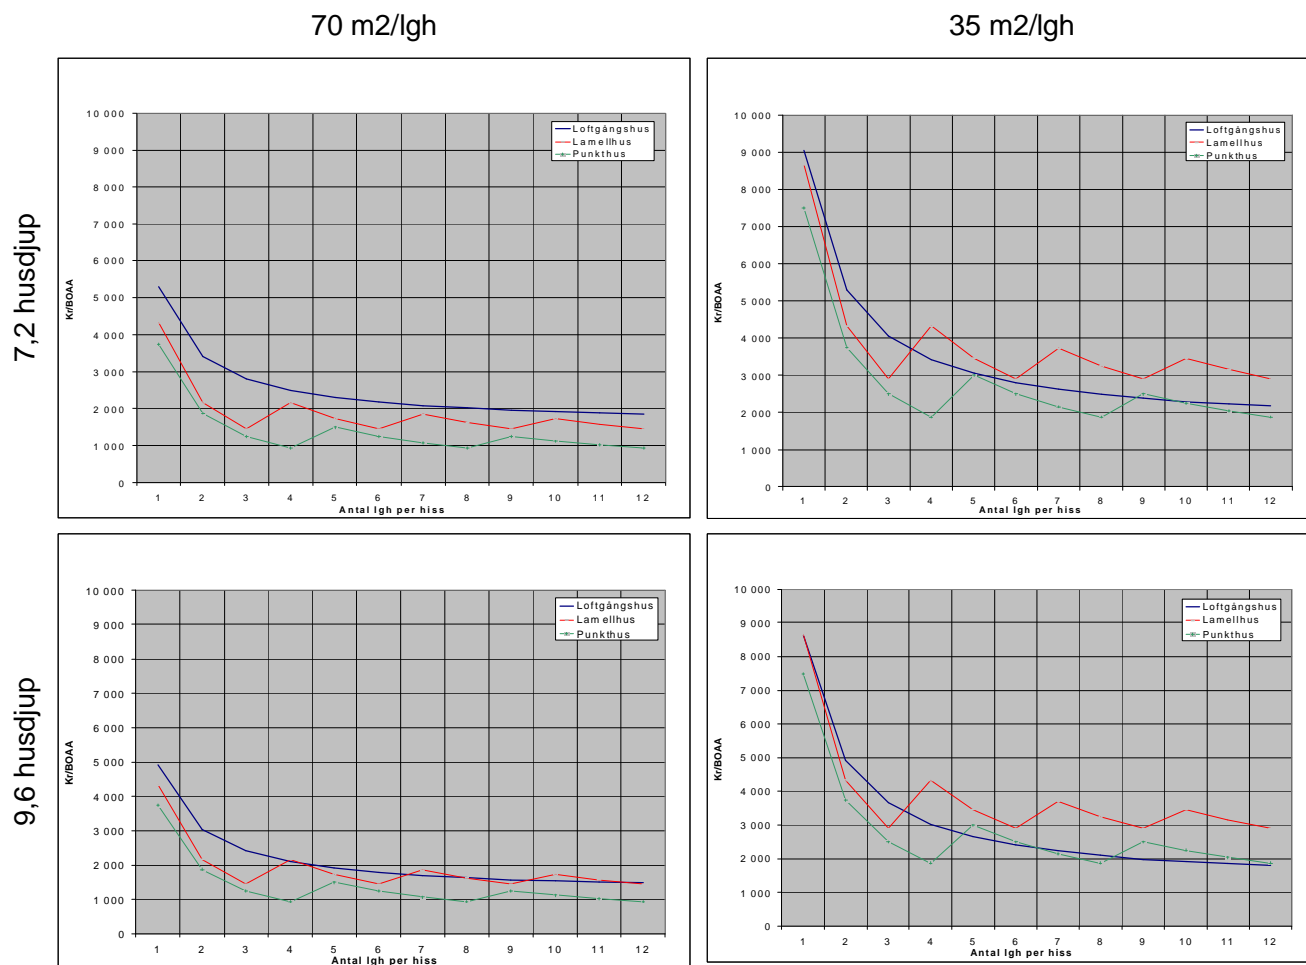 70 m2/lgh
35 m2/lgh
7,2 husdjup
10 000
9 000
8 000
7 000
6 000
5 000
4 000
3 000
2 000
1 000
0
Kr/BOAA
Loftgångshus
Lamellhus
Punkthus
1 2 3 4 5 6 7 8 9 10 11 12
Antal lgh per hiss
10 000
9 000
8 000
7 000
6 000
5 000
4 000
3 000
2 000
1 000
0
Kr/BOAA
Loftgångshus
Lamellhus
Punkthus
1 2 3 4 5 6 7 8 9 10 11 12
Antal lgh per hiss
9,6 husdjup
10 000
9 000
8 000
7 000
6 000
5 000
4 000
3 000
2 000
1 000
0
Kr/BOAA
Loftgångshus
Lamellhus
Punkthus
1 2 3 4 5 6 7 8 9 10 11 12
Antal lgh per hiss
10 000
9 000
8 000
7 000
6 000
5 000
4 000
3 000
2 000
1 000
0
Kr/BOAA
Loftgångshus
Lamellhus
Punkthus
1 2 3 4 5 6 7 8 9 10 11 12
Antal lgh per hiss